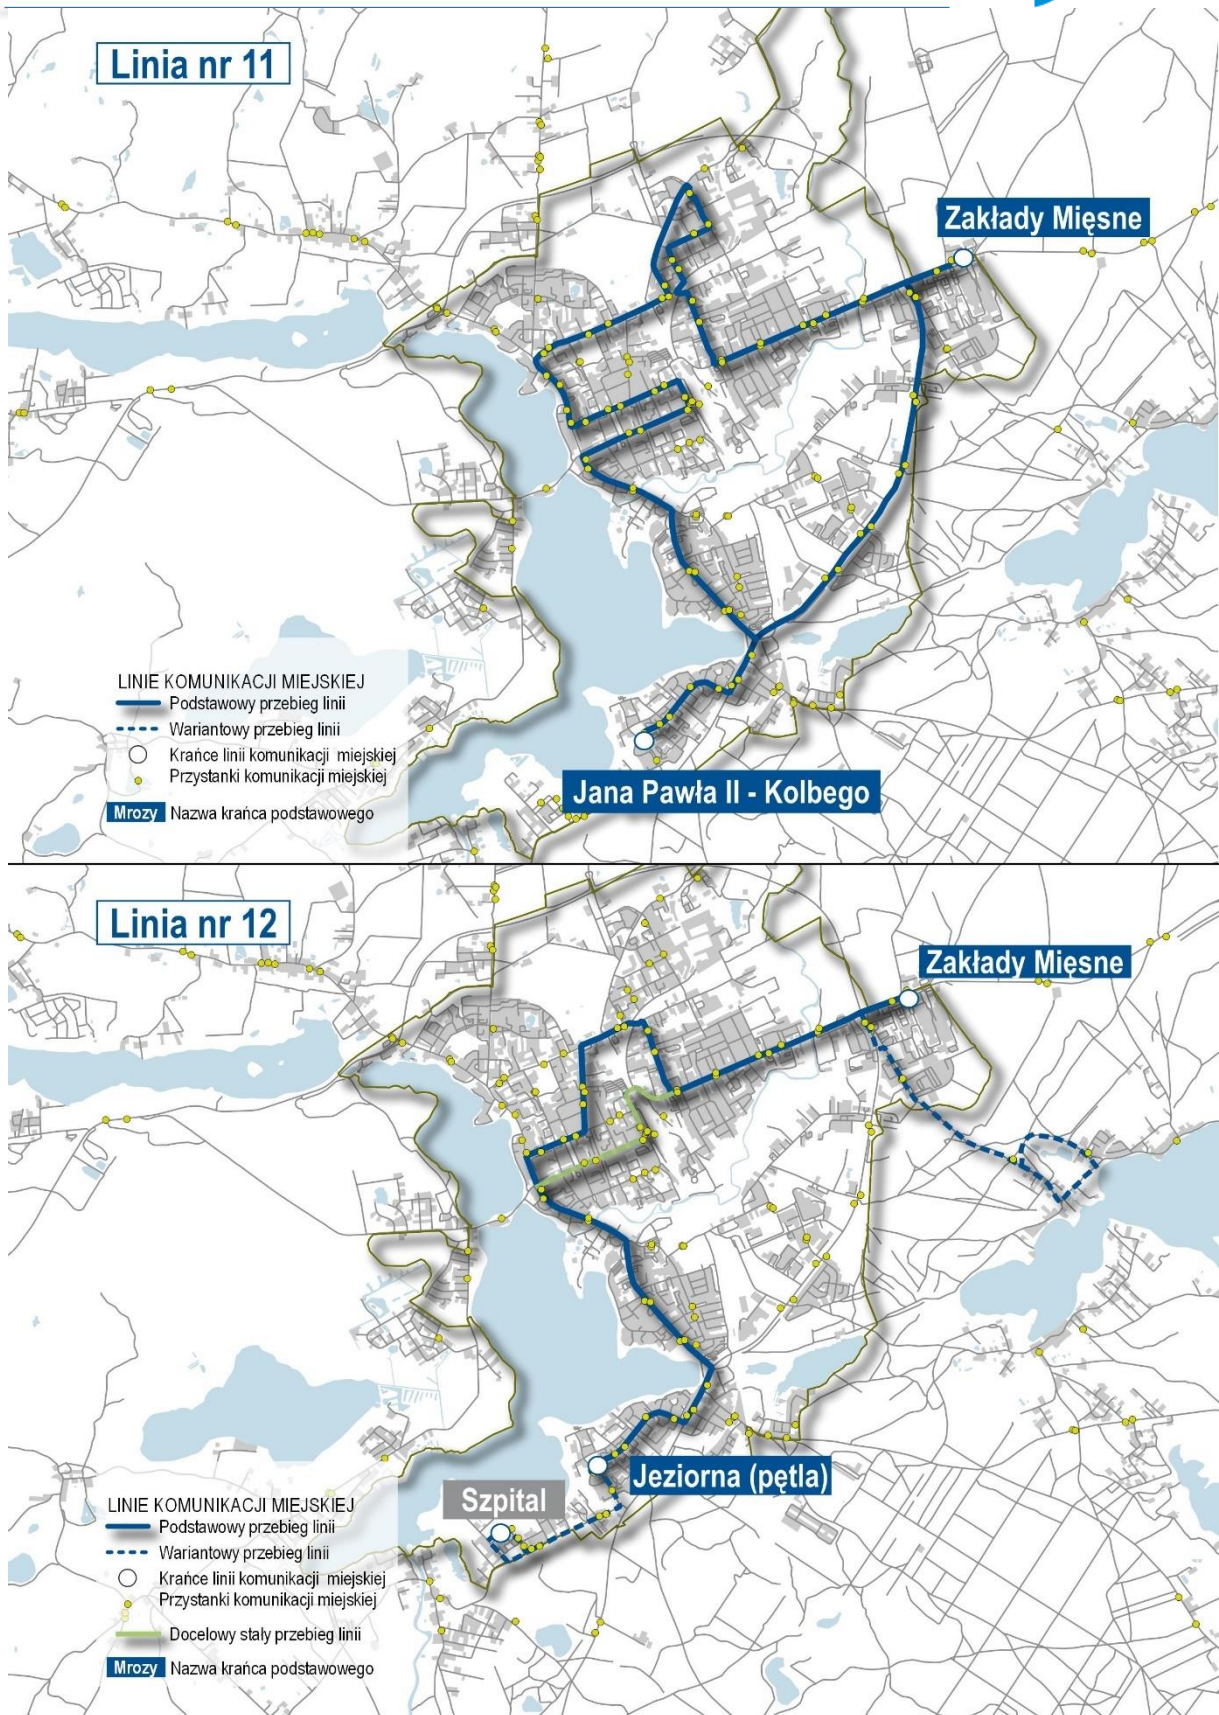 Linia nr 11
Zakłady Mięsne
LINIE KOMUNIKACJI MIEJSKIEJ
Podstawowy przebieg linii
Wariantowy przebieg linii
Krańce linii komunikacji miejskiej
Przystanki komunikacji miejskiej
Mrozy Nazwa krańca podstawowego
Jana Pawła II - Kolbego
Linia nr 12
Zakłady Mięsne
Jeziorna (pętla)
Szpital
LINIE KOMUNIKACJI MIEJSKIEJ
Podstawowy przebieg linii
Wariantowy przebieg linii
Krańce linii komunikacji miejskiej
Przystanki komunikacji miejskiej
Docelowy stały przebieg linii
Mrozy Nazwa krańca podstawowego